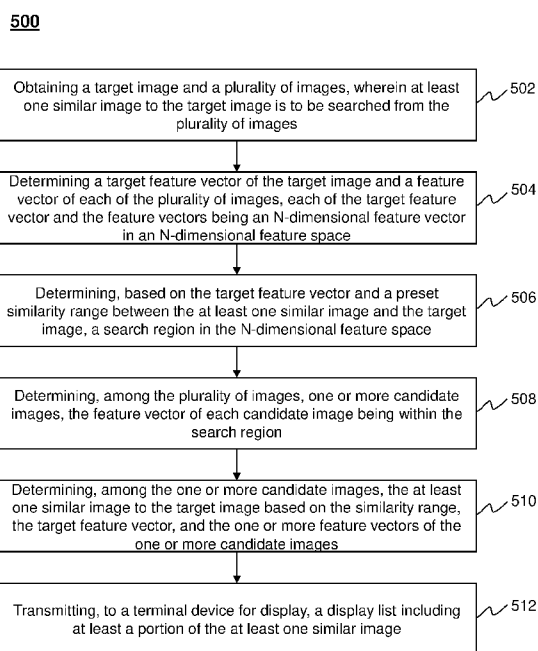 500
Obtaining a target image and a plurality of images, wherein at least
one similar image to the target image is to be searched from the
plurality of images
502
Determining a target feature vector of the target image and a feature
vector of each of the plurality of images, each of the target feature
vector and the feature vectors being an N-dimensional feature vector
in an N-dimensional feature space
504
Determining, based on the target feature vector and a preset
similarity range between the at least one similar image and the target
image, a search region in the N-dimensional feature space
506
Determining, among the plurality of images, one or more candidate
images, the feature vector of each candidate image being within the
search region
508
Determining, among the one or more candidate images, the at least
one similar image to the target image based on the similarity range,
the target feature vector, and the one or more feature vectors of the
one or more candidate images
510
Transmitting, to a terminal device for display, a display list including
at least a portion of the at least one similar image
512